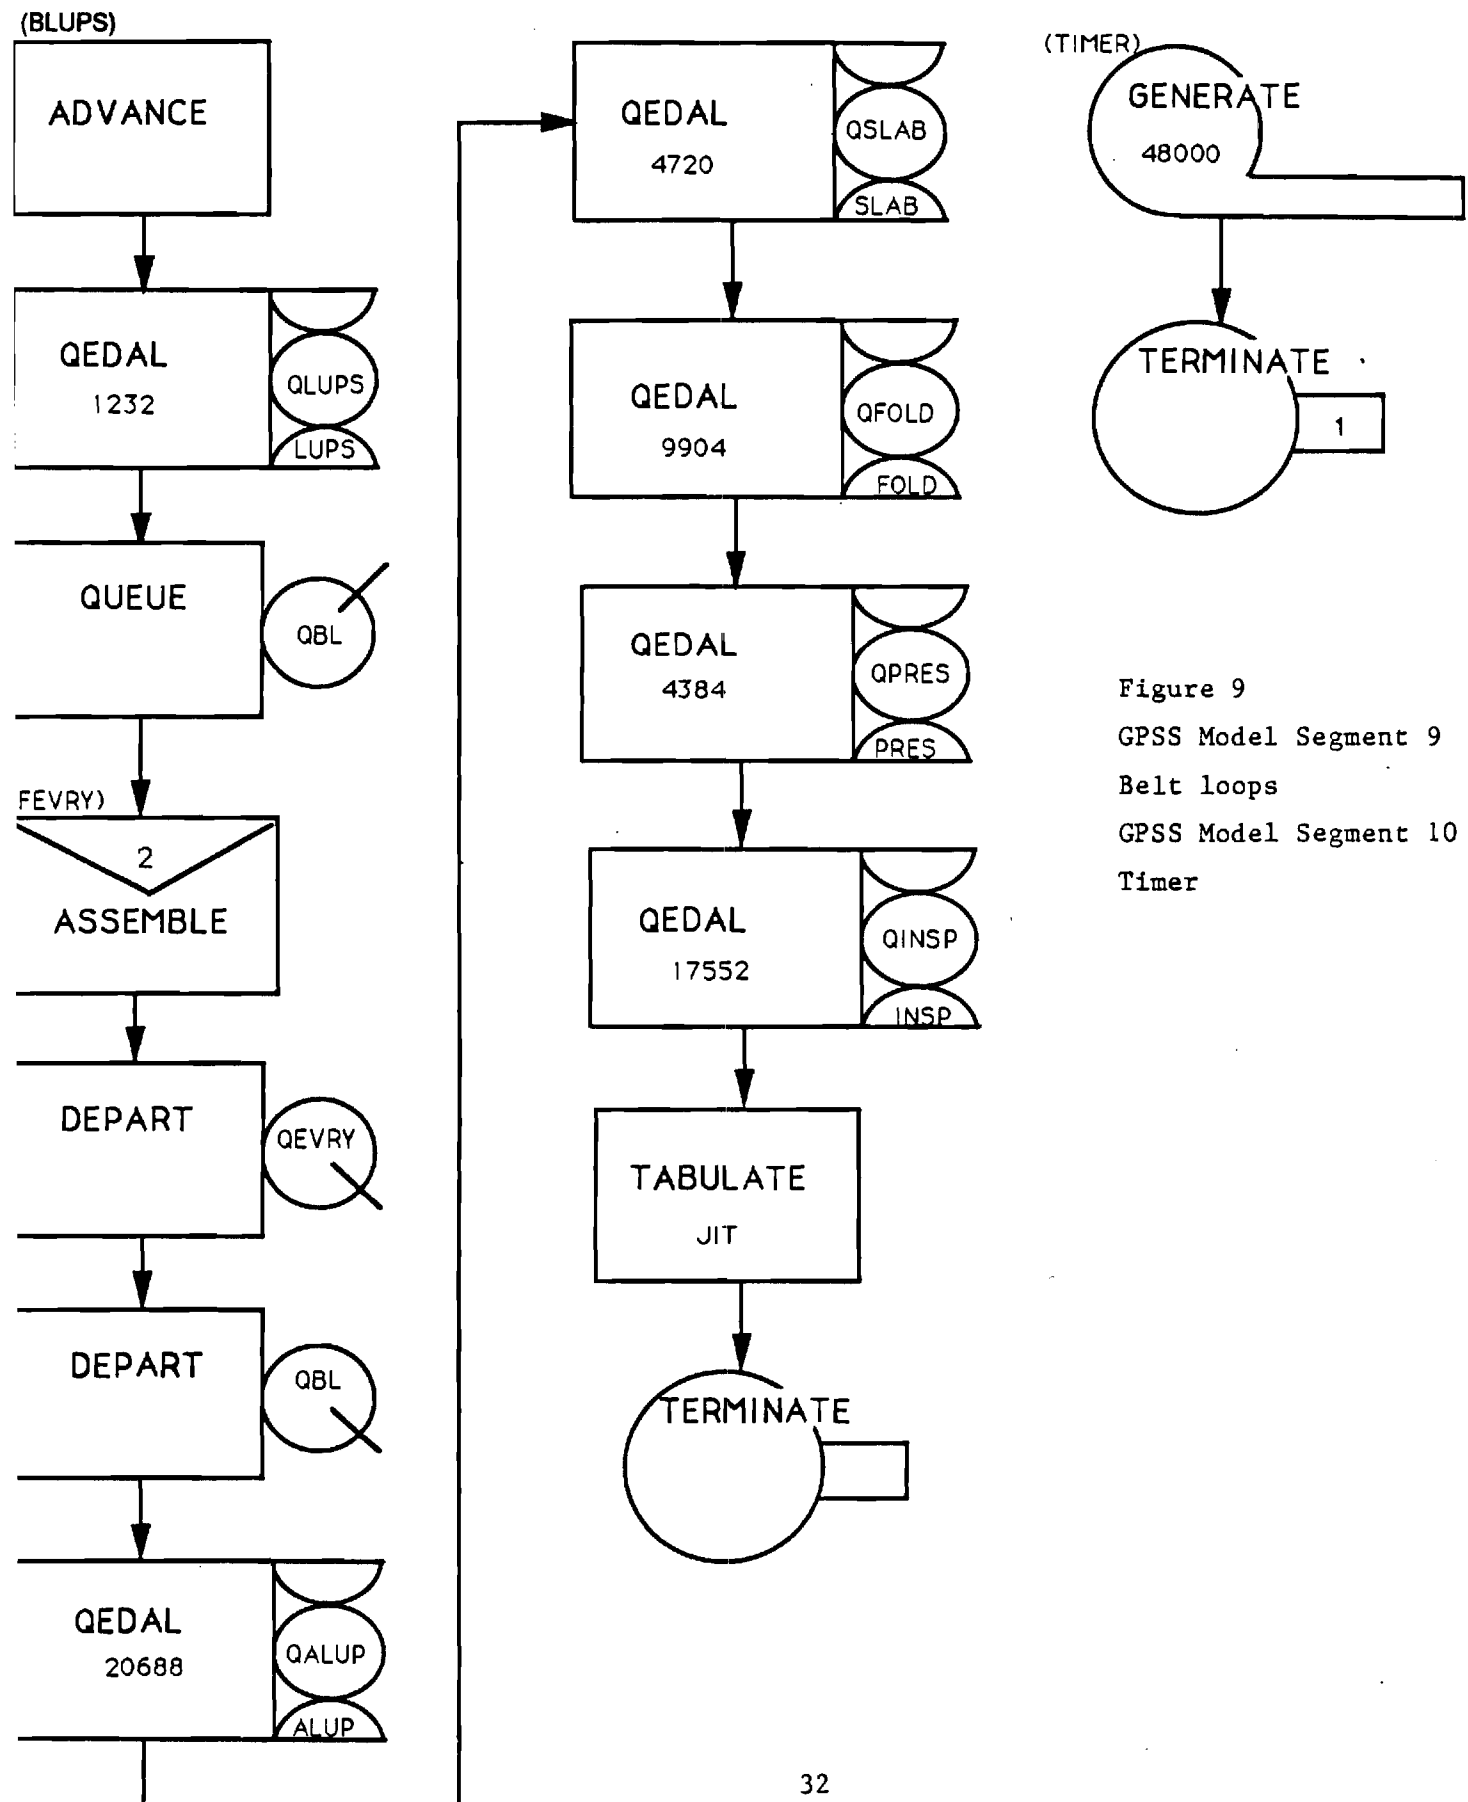 (BLUPS)
ADVANCE
QEDAL
1232
QLUPS
LUPS
QUEUE
QBL
FEVRY)
2
ASSEMBLE
DEPART
QEVRY
DEPART
QBL
QEDAL
20688
QALUP
ALUP
QEDAL
4720
QSLAB
SLAB
QEDAL
9904
QFOLD
FOLD
QEDAL
4384
QPRES
PRES
QEDAL
17552
QINSP
INSP
TABULATE
JIT
TERMINATE
(TIMER)
GENERATE
48000
TERMINATE
1
Figure 9
GPSS Model Segment 9
Belt loops
GPSS Model Segment 10
Timer
32